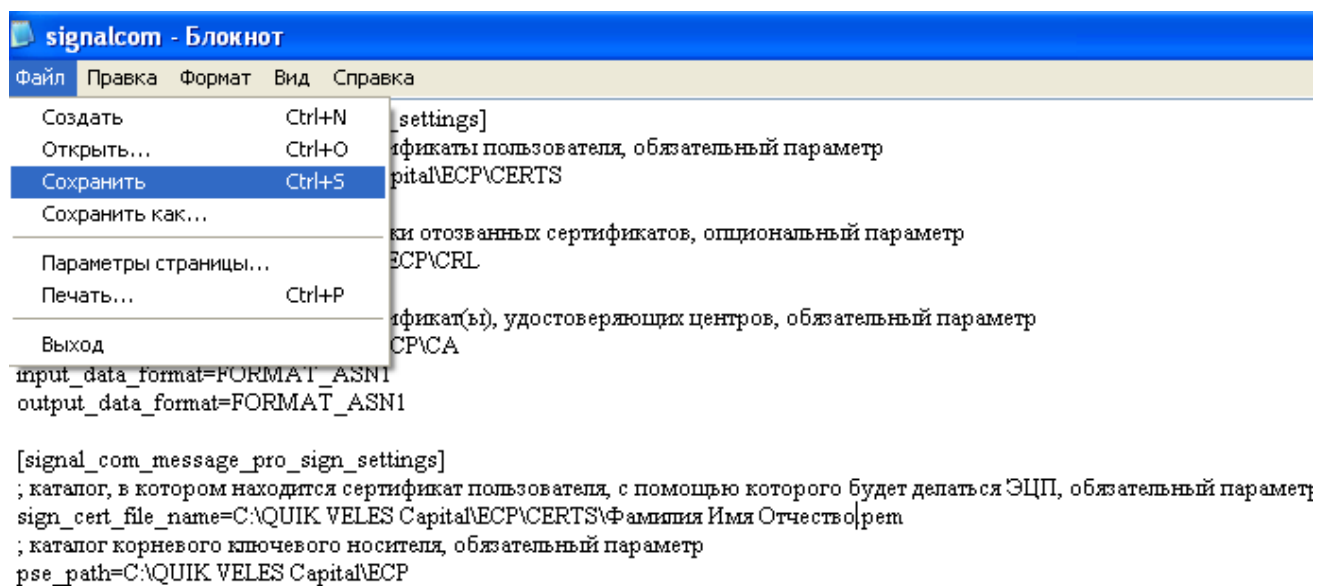 signalcom - Блокнот
Файл Правка Формат Вид Справка
Создать Ctrl+N
_settings]
Открыть... Ctrl+O
пользователя, обязательный параметр
Сохранить Ctrl+S
pital\ECP\CERTS
Сохранить как...
отозванных сертификатов, опциональный параметр
Параметры страницы...
ECP\CRL
Печать... Ctrl+P
удостоверяющих центров, обязательный параметр
Выход
CP\CA
input_data_format=FORMAT_ASN1
output_data_format=FORMAT_ASN1
[signal_com_message_pro_sign_settings]
; каталог, в котором находится сертификат пользователя, с помощью которого будет делаться ЭЦП, обязательный параметр
sign_cert_file_name=C:\QUIK VELES Capital\ECP\CERTS\Фамилия Имя Отчество.pem
; каталог корневого ключевого носителя, обязательный параметр
pse_path=C:\QUIK VELES Capital\ECP